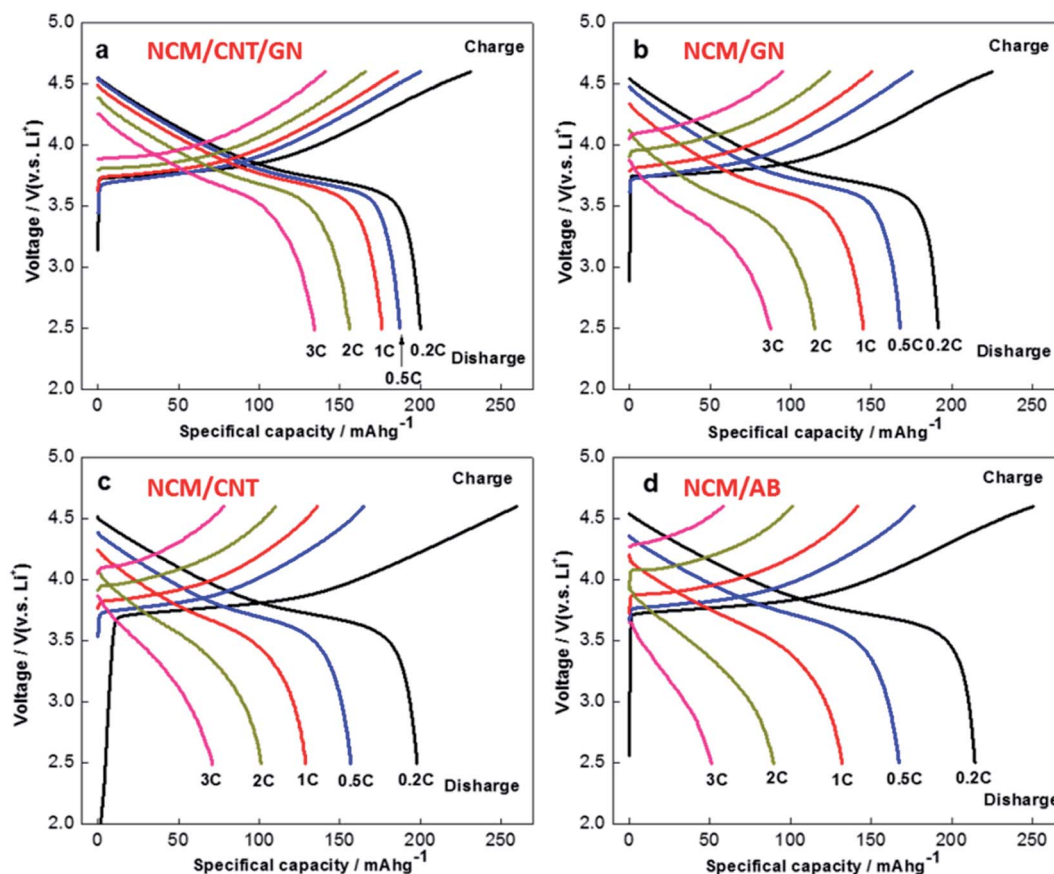 a
NCM/CNT/GN
Charge
5.0
4.5
4.0
3.5
3.0
2.5
2.0
Voltage / V(v.s. Li⁺)
3C
2C
1C
0.5C
0.2C
Disharge
0
50
100
150
200
250
Specifical capacity / mAhg⁻¹
b
NCM/GN
Charge
5.0
4.5
4.0
3.5
3.0
2.5
2.0
Voltage / V(v.s. Li⁺)
3C
2C
1C
0.5C
0.2C
Disharge
0
50
100
150
200
250
Specifical capacity / mAhg⁻¹
c
NCM/CNT
Charge
5.0
4.5
4.0
3.5
3.0
2.5
2.0
Voltage / V(v.s. Li⁺)
3C
2C
1C
0.5C
0.2C
Disharge
0
50
100
150
200
250
Specifical capacity / mAhg⁻¹
d
NCM/AB
Charge
5.0
4.5
4.0
3.5
3.0
2.5
2.0
Voltage / V(v.s. Li⁺)
3C
2C
1C
0.5C
0.2C
Disharge
0
50
100
150
200
250
Specifical capacity / mAhg⁻¹